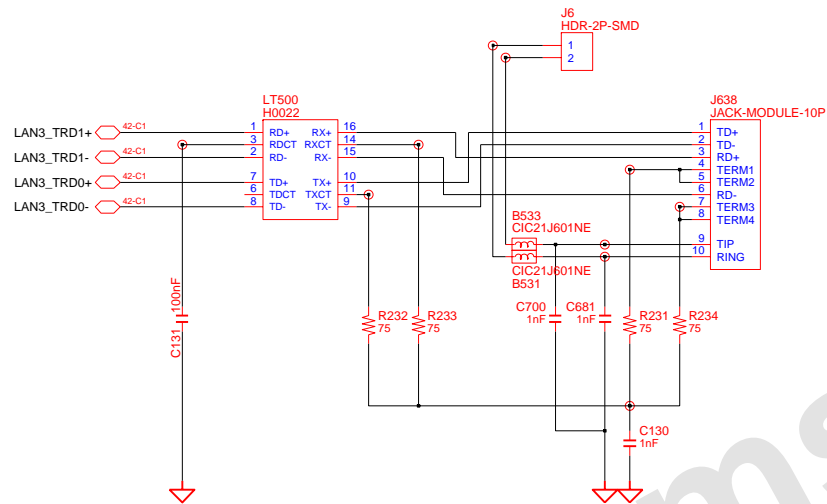 J6
HDR-2P-SMD
1
2
LT500
H0022
J638
JACK-MODULE-10P
LAN3_TRD1+ 42-C1 1 RD+ RX+ 16
3 RDCT RXCT 14
LAN3_TRD1- 42-C1 2 RD- RX- 15
LAN3_TRD0+ 42-C1 7 TD+ TX+ 10
6 TDCT TXCT 11
LAN3_TRD0- 42-C1 8 TD- TX- 9
1 TD+
2 TD-
3 RD+
4 TERM1
5 TERM2
6 RD-
7 TERM3
8 TERM4
9 TIP
10 RING
B533
CIC21J601NE
CIC21J601NE
B531
C131 100nF
R232
75
R233
75
C700
1nF
C681
1nF
R231
75
R234
75
C130
1nF